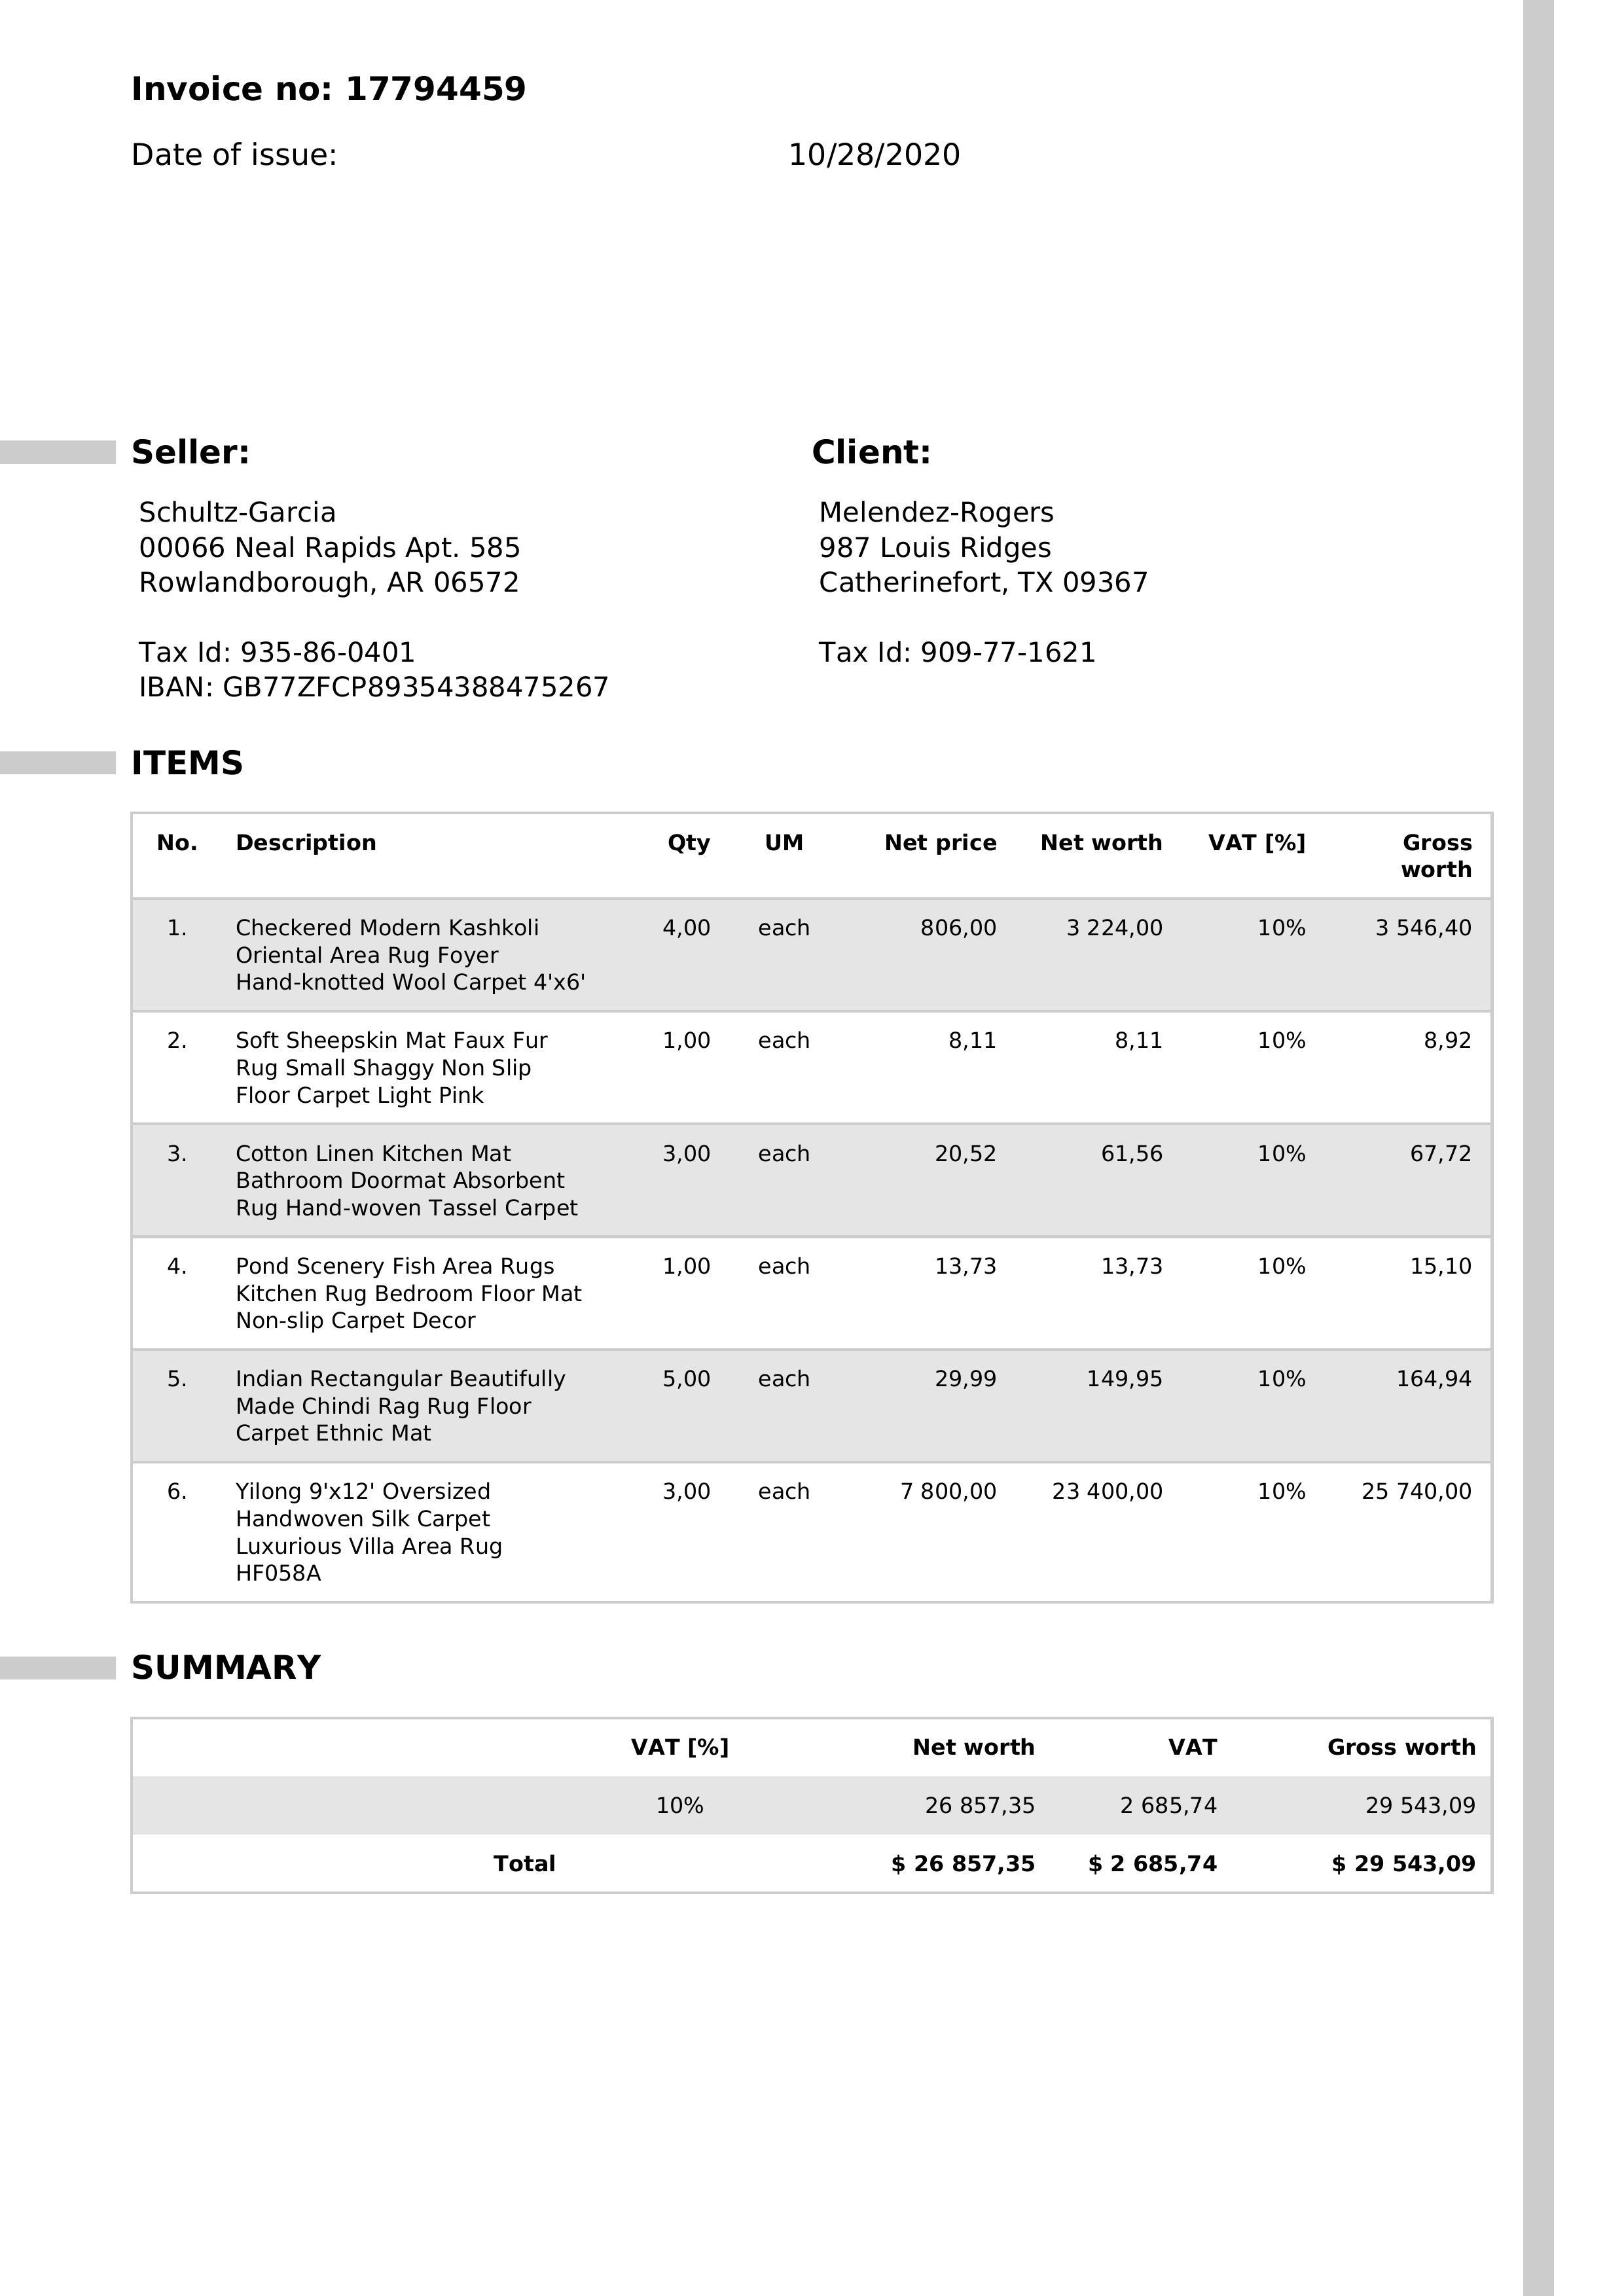 Invoice no: 17794459
Date of issue: 10/28/2020
Seller:
Schultz-Garcia
00066 Neal Rapids Apt. 585
Rowlandborough, AR 06572
Tax Id: 935-86-0401
IBAN: GB77ZFCP89354388475267
Client:
Melendez-Rogers
987 Louis Ridges
Catherinefort, TX 09367
Tax Id: 909-77-1621
ITEMS
No. Description Qty UM Net price Net worth VAT [%] Gross
worth
1. Checkered Modern Kashkoli 4,00 each 806,00 3 224,00 10% 3 546,40
Oriental Area Rug Foyer
Hand-knotted Wool Carpet 4'x6'
2. Soft Sheepskin Mat Faux Fur 1,00 each 8,11 8,11 10% 8,92
Rug Small Shaggy Non Slip
Floor Carpet Light Pink
3. Cotton Linen Kitchen Mat 3,00 each 20,52 61,56 10% 67,72
Bathroom Doormat Absorbent
Rug Hand-woven Tassel Carpet
4. Pond Scenery Fish Area Rugs 1,00 each 13,73 13,73 10% 15,10
Kitchen Rug Bedroom Floor Mat
Non-slip Carpet Decor
5. Indian Rectangular Beautifully 5,00 each 29,99 149,95 10% 164,94
Made Chindi Rag Rug Floor
Carpet Ethnic Mat
6. Yilong 9'x12' Oversized 3,00 each 7 800,00 23 400,00 10% 25 740,00
Handwoven Silk Carpet
Luxurious Villa Area Rug
HF058A
SUMMARY
VAT [%] Net worth VAT Gross worth
10% 26 857,35 2 685,74 29 543,09
Total $ 26 857,35 $ 2 685,74 $ 29 543,09